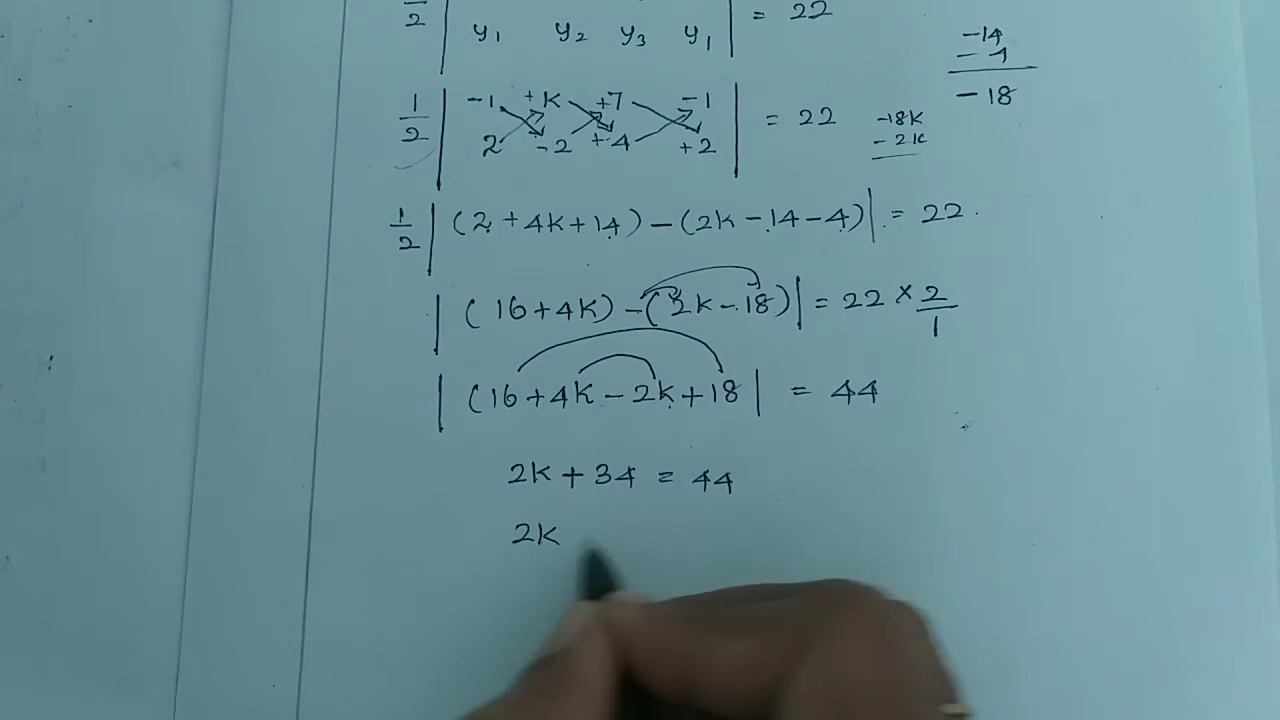 1/2 | = 22
y₁ y₂ y₃ y₁
1/2 | -1 +k +7 -1 | = 22
2 -2 +-4 +2
1/2 |(2 + 4k + 14) - (2k - 14 - 4)| = 22.
|(16 + 4k) - (2k - 18)| = 22 × 2/1
|(16 + 4k - 2k + 18| = 44
2k + 34 = 44
2k
-14
-4
-18
-18k
-2k